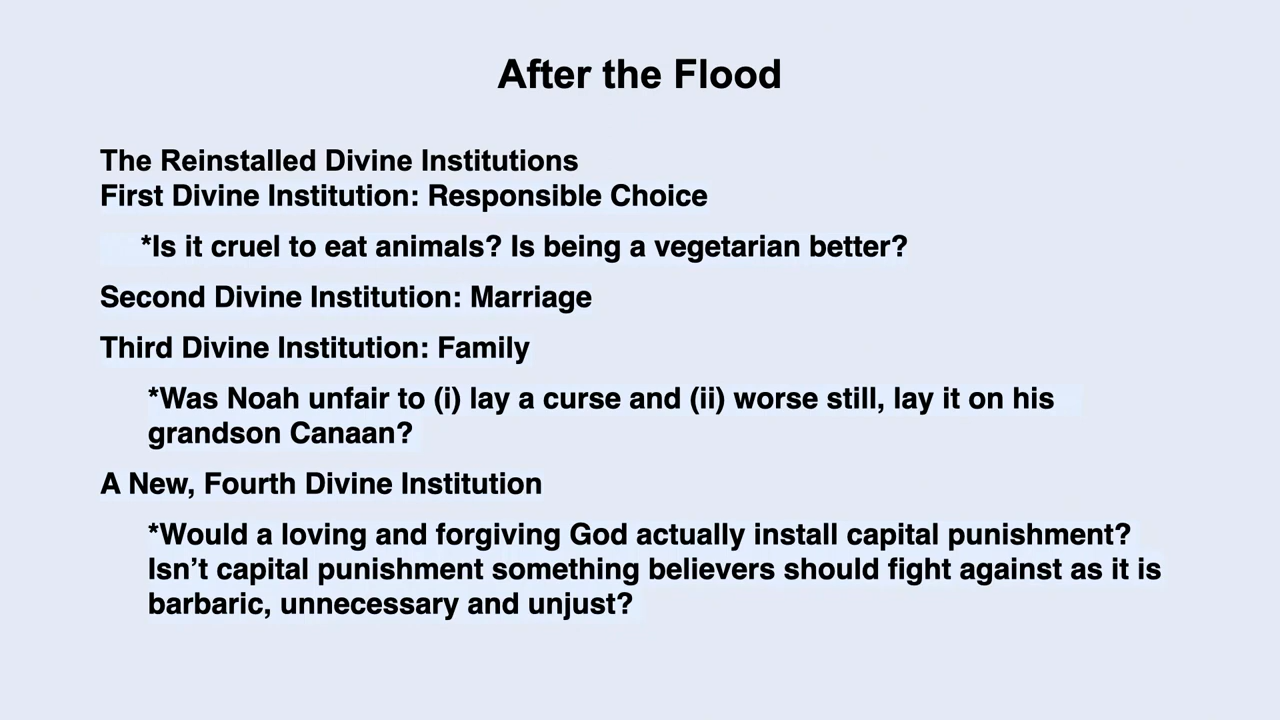 After the Flood
The Reinstalled Divine Institutions
First Divine Institution: Responsible Choice
*Is it cruel to eat animals? Is being a vegetarian better?
Second Divine Institution: Marriage
Third Divine Institution: Family
*Was Noah unfair to (i) lay a curse and (ii) worse still, lay it on his
grandson Canaan?
A New, Fourth Divine Institution
*Would a loving and forgiving God actually install capital punishment?
Isn’t capital punishment something believers should fight against as it is
barbaric, unnecessary and unjust?